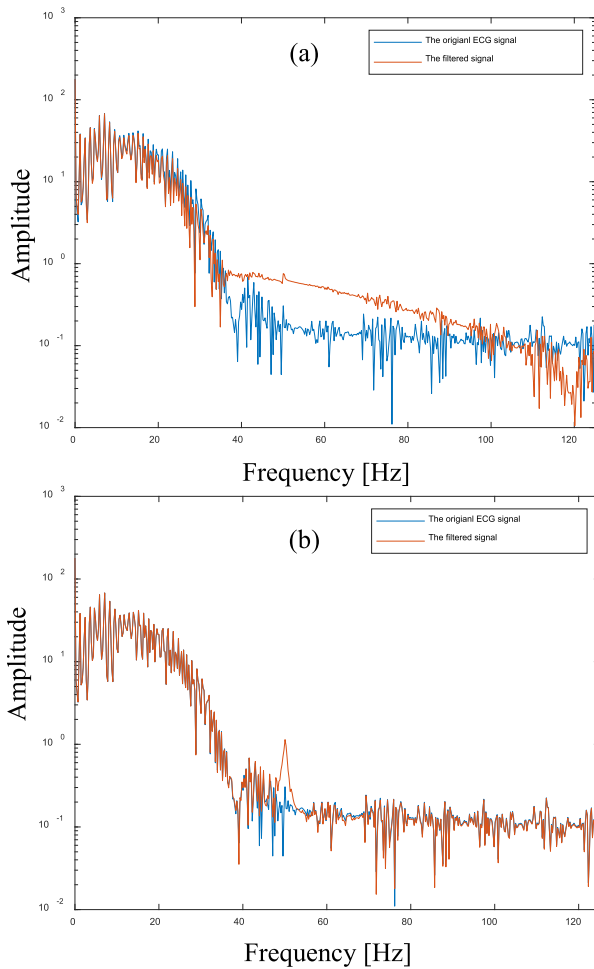 (a)
The origianl ECG signal
The filtered signal
10 3
10 2
10 1
10 0
10 -1
10 -2
Amplitude
0 20 40 60 80 100 120
Frequency [Hz]
(b)
The origianl ECG signal
The filtered signal
10 3
10 2
10 1
10 0
10 -1
10 -2
Amplitude
0 20 40 60 80 100 120
Frequency [Hz]